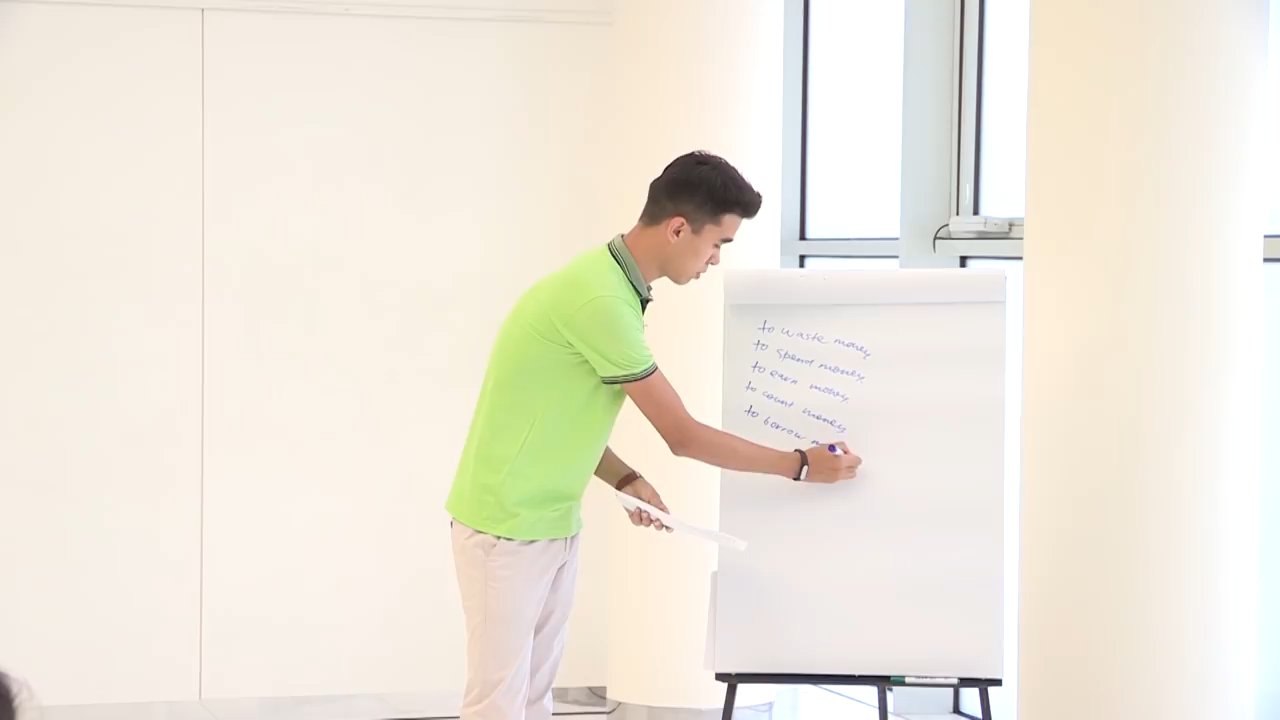 to waste money
to spend money
to earn money
to count money
to borrow m